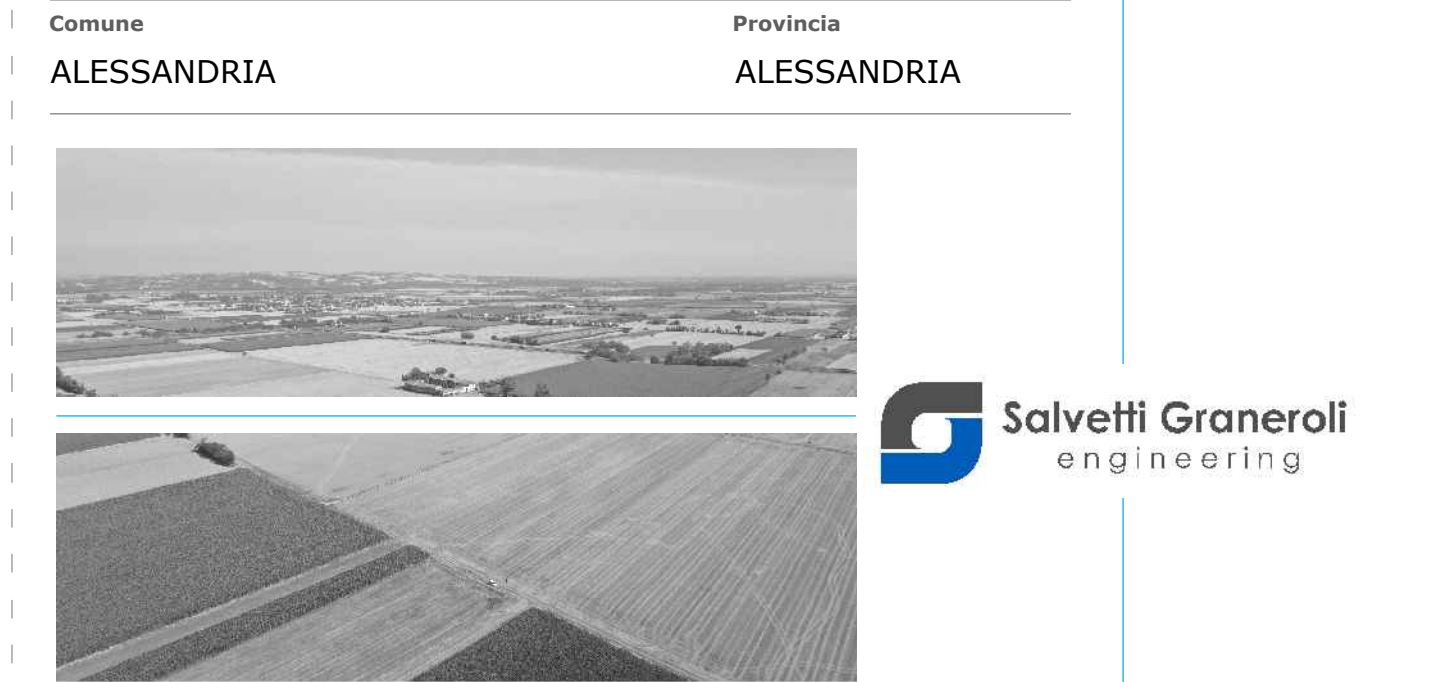 Comune
Provincia
ALESSANDRIA
ALESSANDRIA
Salvetti Graneroli
engineering